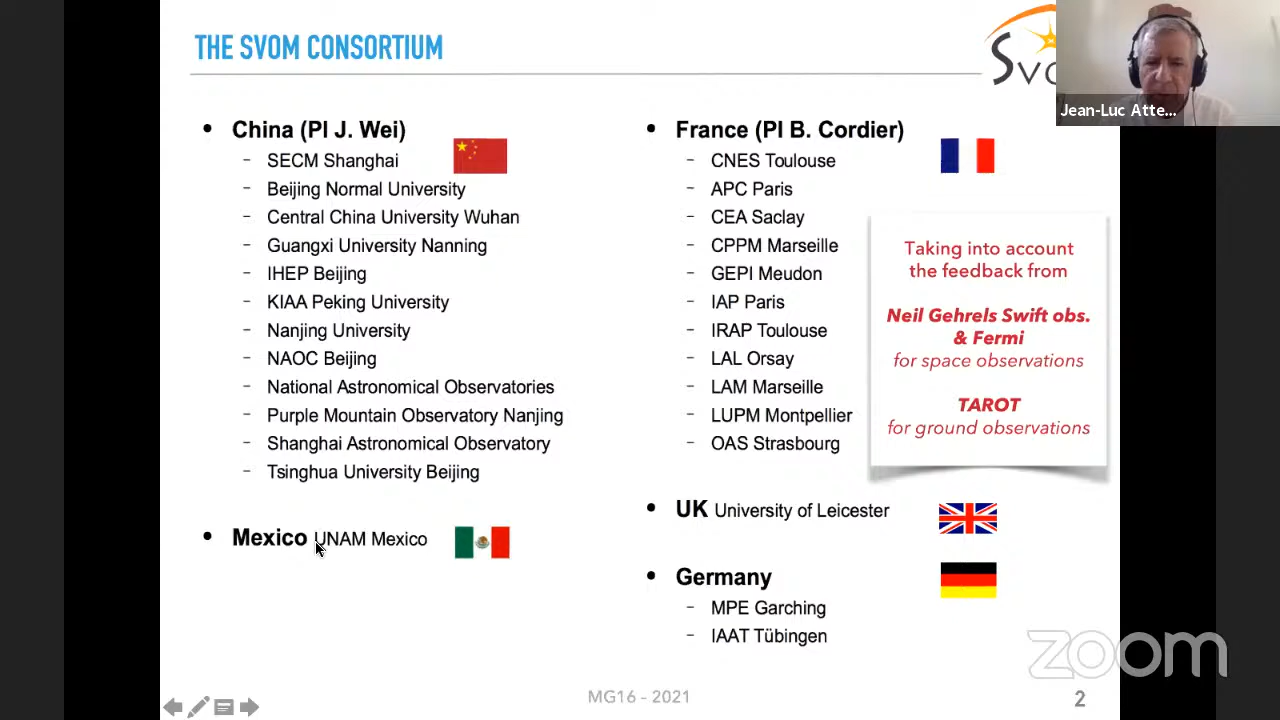 THE SVOM CONSORTIUM
Jean-Luc Atte...
China (PI J. Wei)
- SECM Shanghai
- Beijing Normal University
- Central China University Wuhan
- Guangxi University Nanning
- IHEP Beijing
- KIAA Peking University
- Nanjing University
- NAOC Beijing
- National Astronomical Observatories
- Purple Mountain Observatory Nanjing
- Shanghai Astronomical Observatory
- Tsinghua University Beijing
Mexico UNAM Mexico
France (PI B. Cordier)
- CNES Toulouse
- APC Paris
- CEA Saclay
- CPPM Marseille
- GEPI Meudon
- IAP Paris
- IRAP Toulouse
- LAL Orsay
- LAM Marseille
- LUPM Montpellier
- OAS Strasbourg
Taking into account
the feedback from
Neil Gehrels Swift obs.
& Fermi
for space observations
TAROT
for ground observations
UK University of Leicester
Germany
- MPE Garching
- IAAT Tübingen
zoom
MG16 - 2021
2